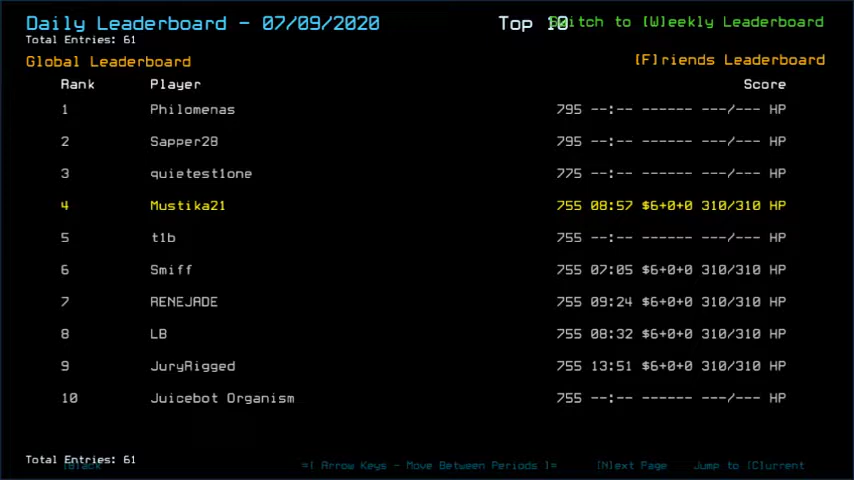 Daily Leaderboard - 07/09/2020 Top 10 Switch to [W]eekly Leaderboard
Total Entries: 61
Global Leaderboard [F]riends Leaderboard
Rank Player Score
1 Philomenas 795 --:-- ------ ---/--- HP
2 Sapper28 795 --:-- ------ ---/--- HP
3 quietest1one 775 --:-- ------ ---/--- HP
4 Mustika21 755 08:57 $6+0+0 310/310 HP
5 t1b 755 --:-- ------ ---/--- HP
6 Smiff 755 07:05 $6+0+0 310/310 HP
7 RENEJADE 755 09:24 $6+0+0 310/310 HP
8 LB 755 08:32 $6+0+0 310/310 HP
9 JuryRigged 755 13:51 $6+0+0 310/310 HP
10 Juicebot Organism 755 --:-- ------ ---/--- HP
Total Entries: 61
[B]ack =[ Arrow Keys - Move Between Periods ]= [N]ext Page Jump to [C]urrent